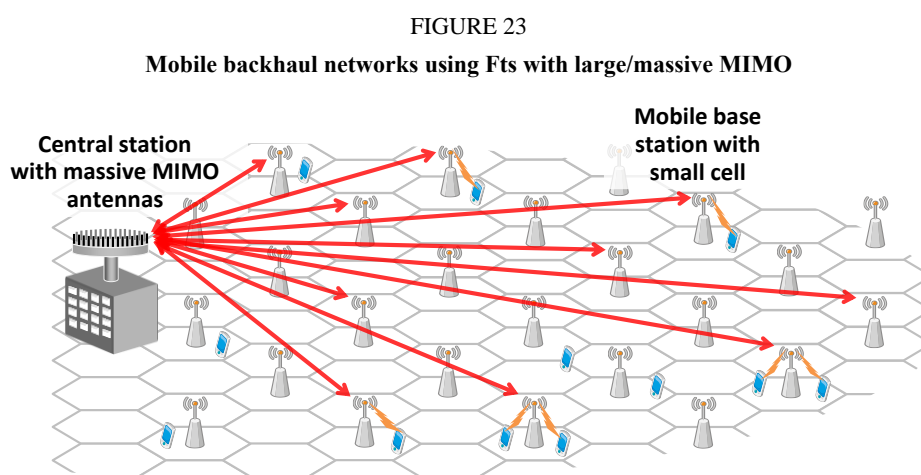 FIGURE 23
Mobile backhaul networks using Fts with large/massive MIMO
Central station
with massive MIMO
antennas
Mobile base
station with
small cell